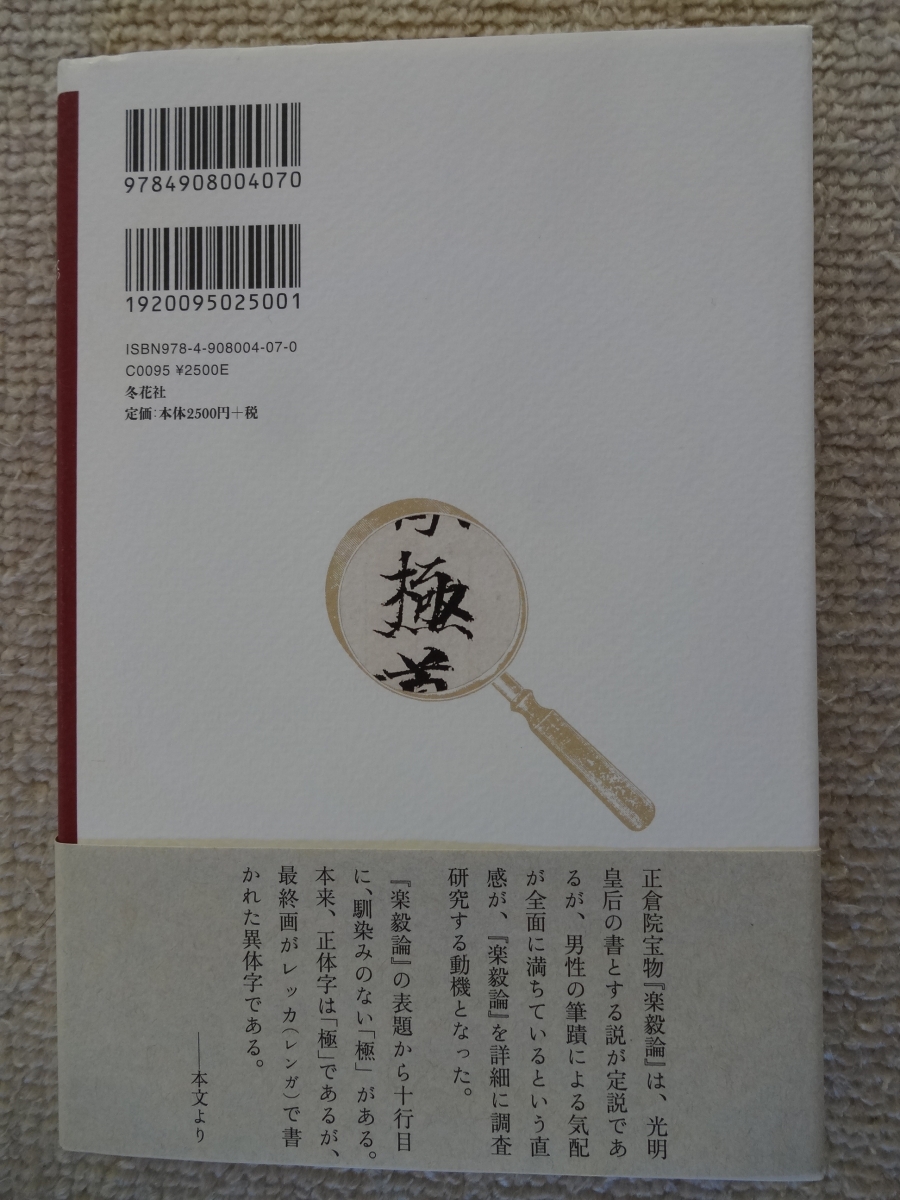 9784908004070
1920095025001
ISBN978-4-908004-07-0
C0095 ¥2500E
冬花社
定価:本体2500円+税
極
正倉院宝物『楽毅論』は、光明
皇后の書とする説が定説であ
るが、男性の筆蹟による気配
が全面に満ちているという直
感が、『楽毅論』を詳細に調査
研究する動機となった。
『楽毅論』の表題から十行目
に、馴染みのない「極」がある。
本来、正体字は「極」であるが、
最終画がレッカ(レンガ)で書
かれた異体字である。
──本文より